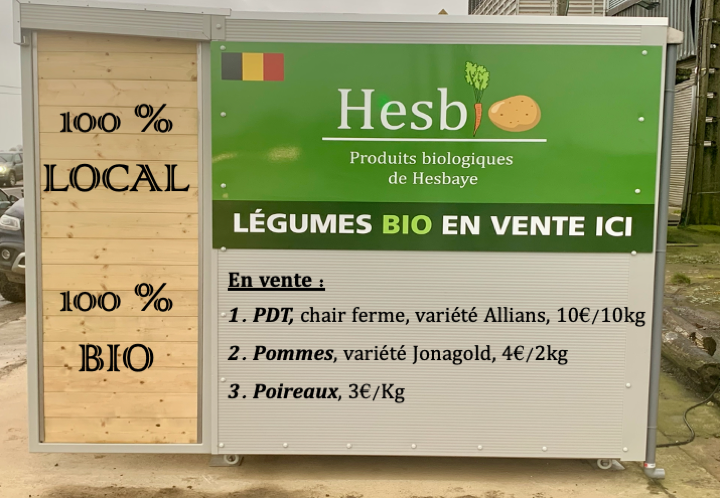 100 %
LOCAL
100 %
BIO
Hesbio
Produits biologiques
de Hesbaye
LÉGUMES BIO EN VENTE ICI
En vente :
1. PDT, chair ferme, variété Allians, 10€/10kg
2. Pommes, variété Jonagold, 4€/2kg
3. Poireaux, 3€/Kg